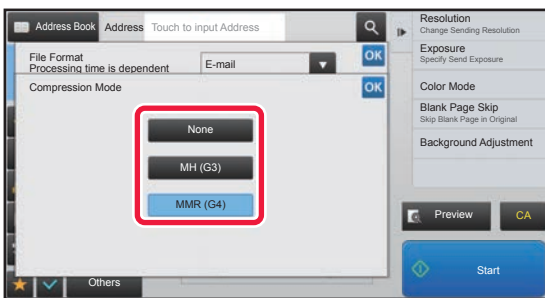 Address Book
Address
Touch to input Address
File Format
Processing time is dependent
E-mail
OK
Compression Mode
OK
None
MH (G3)
MMR (G4)
Others
Resolution
Change Sending Resolution
Exposure
Specify Send Exposure
Color Mode
Blank Page Skip
Skip Blank Page in Original
Background Adjustment
Preview
CA
Start